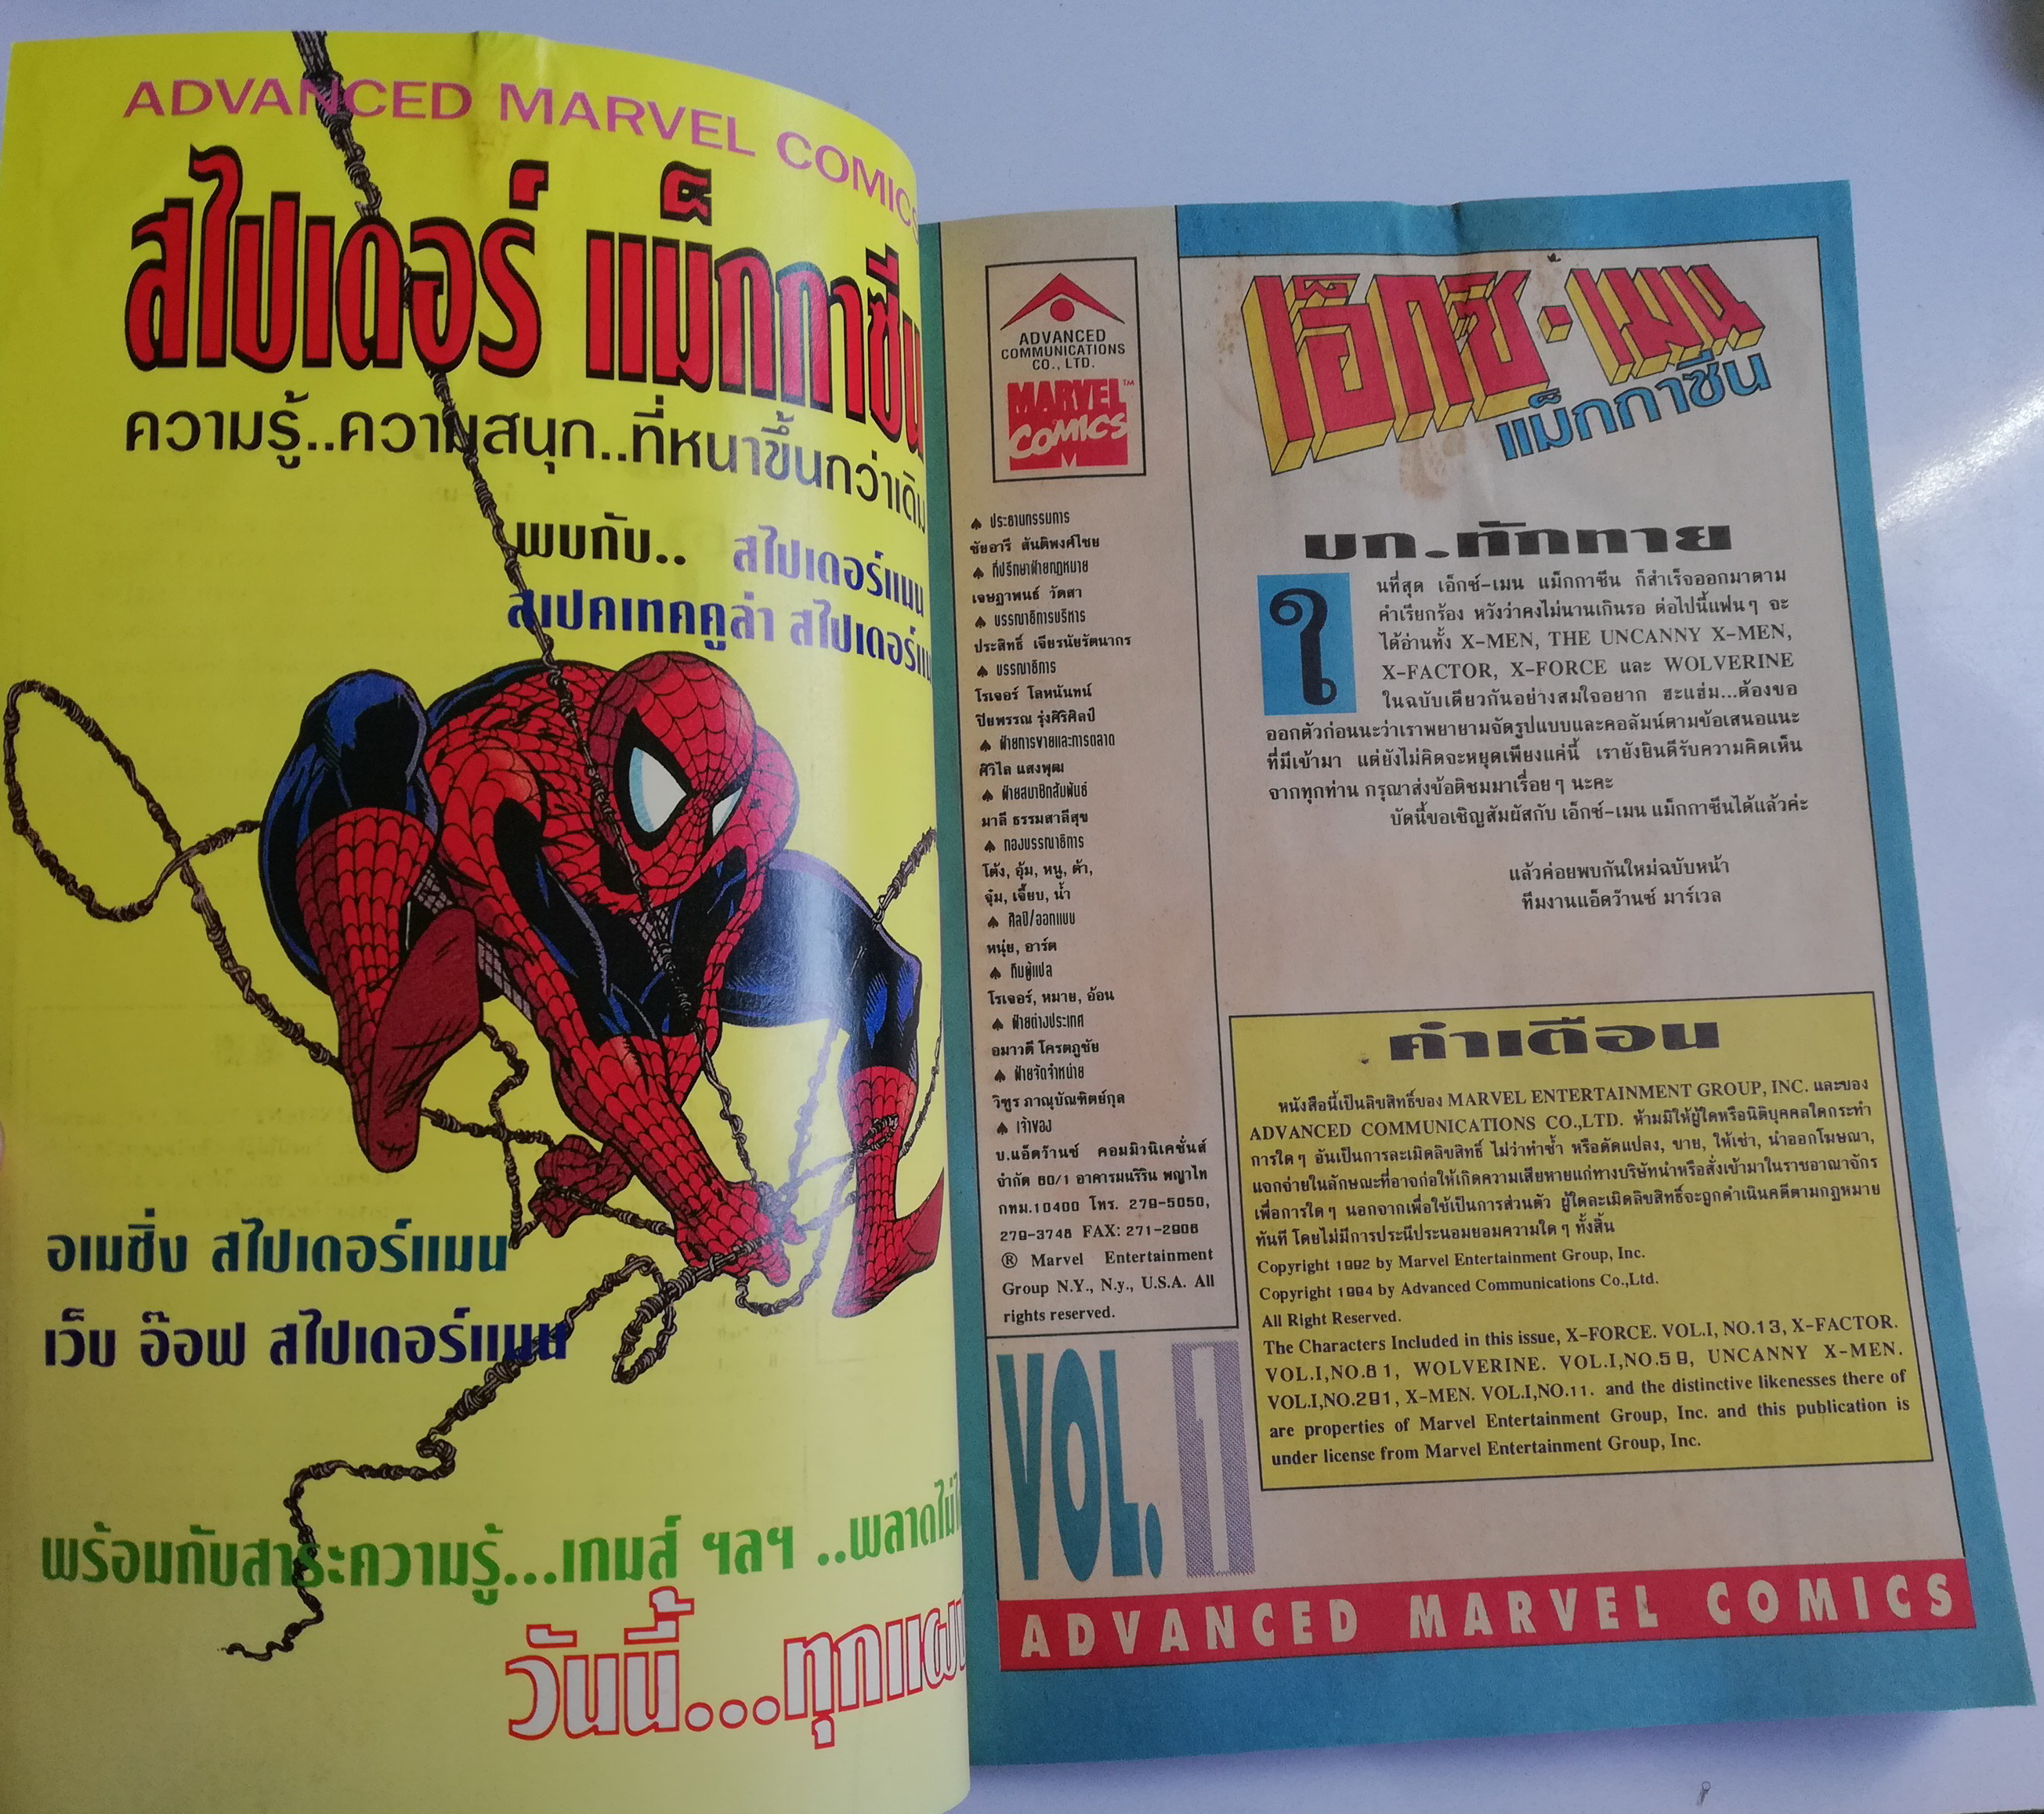 ADVANCED MARVEL COMICS
สไปเดอร์ แม็กกาซีน
ความรู้..ความสนุก..ที่หนาขึ้นกว่าเดิม
พบกับ.. สไปเดอร์แมน
สเปคเทคคูล่า สไปเดอร์แมน
อเมซิ่ง สไปเดอร์แมน
เว็บ อ๊อฟ สไปเดอร์แมน
พร้อมกับสาระความรู้...เกมส์ ฯลฯ ..พลาดไม่
วันนี้...ทุกแผง
ADVANCED
COMMUNICATIONS
CO., LTD.
MARVEL™
COMICS
M
♠ ประธานกรรมการ
ชัยอารี สันติพงศ์ไชย
♠ ที่ปรึกษาฝ่ายกฎหมาย
เจษฎาพนธ์ วัดสา
♠ บรรณาธิการบริหาร
ประสิทธิ์ เจียรนัยรัตนากร
♠ บรรณาธิการ
โรเจอร์ โลหนันทน์
ปิยพรรณ รุ่งศิริศิลป์
♠ ฝ่ายการขายและการตลาด
ศิวิไล แสงพุฒ
♠ ฝ่ายสมาชิกสัมพันธ์
มาลี ธรรมสาลีสุข
♠ กองบรรณาธิการ
โต้ง, อุ้ม, หนู, ต้า,
จุ๋ม, เจี๊ยบ, น้ำ
♠ ศิลป์/ออกแบบ
หนุ่ย, อาร์ต
♠ ทีมผู้แปล
โรเจอร์, หมาย, อ้อน
♠ ฝ่ายต่างประเทศ
อมาวดี โครตภูชัย
♠ ฝ่ายจัดจำหน่าย
วิฑูร ภาณุบัณฑิตย์กุล
♠ เจ้าของ
บ.แอ็ดว๊านซ์ คอมมิวนิเคชั่นส์
จำกัด 60/1 อาคารมนริริน พญาไท
กทม.10400 โทร. 279-5050,
279-3748 FAX: 271-2906
® Marvel Entertainment
Group N.Y., N.y., U.S.A. All
rights reserved.
VOL. 1
เอ็กซ์-เมน
แม็กกาซีน
บก.ทักทาย
ในที่สุด เอ็กซ์-เมน แม็กกาซีน ก็สำเร็จออกมาตาม
คำเรียกร้อง หวังว่าคงไม่นานเกินรอ ต่อไปนี้แฟนๆ จะ
ได้อ่านทั้ง X-MEN, THE UNCANNY X-MEN,
X-FACTOR, X-FORCE และ WOLVERINE
ในฉบับเดียวกันอย่างสมใจอยาก ฮะแฮ่ม...ต้องขอ
ออกตัวก่อนนะว่าเราพยายามจัดรูปแบบและคอลัมน์ตามข้อเสนอแนะ
ที่มีเข้ามา แต่ยังไม่คิดจะหยุดเพียงแค่นี้ เรายังยินดีรับความคิดเห็น
จากทุกท่าน กรุณาส่งข้อติชมมาเรื่อยๆ นะคะ
บัดนี้ขอเชิญสัมผัสกับ เอ็กซ์-เมน แม็กกาซีนได้แล้วค่ะ
แล้วค่อยพบกันใหม่ฉบับหน้า
ทีมงานแอ็ดว๊านซ์ มาร์เวล
คำเตือน
หนังสือนี้เป็นลิขสิทธิ์ของ MARVEL ENTERTAINMENT GROUP, INC. และของ
ADVANCED COMMUNICATIONS CO.,LTD. ห้ามมิให้ผู้ใดหรือนิติบุคคลใดกระทำ
การใดๆ อันเป็นการละเมิดลิขสิทธิ์ ไม่ว่าทำซ้ำ หรือดัดแปลง, ขาย, ให้เช่า, นำออกโฆษณา,
แจกจ่ายในลักษณะที่อาจก่อให้เกิดความเสียหายแก่ทางบริษัทนำหรือสั่งเข้ามาในราชอาณาจักร
เพื่อการใดๆ นอกจากเพื่อใช้เป็นการส่วนตัว ผู้ใดละเมิดลิขสิทธิ์จะถูกดำเนินคดีตามกฎหมาย
ทันที โดยไม่มีการประนีประนอมยอมความใดๆ ทั้งสิ้น
Copyright 1992 by Marvel Entertainment Group, Inc.
Copyright 1994 by Advanced Communications Co.,Ltd.
All Right Reserved.
The Characters Included in this issue, X-FORCE. VOL.I, NO.13, X-FACTOR.
VOL.I,NO.81, WOLVERINE. VOL.I,NO.59, UNCANNY X-MEN.
VOL.I,NO.291, X-MEN. VOL.I,NO.11. and the distinctive likenesses there of
are properties of Marvel Entertainment Group, Inc. and this publication is
under license from Marvel Entertainment Group, Inc.
ADVANCED MARVEL COMICS